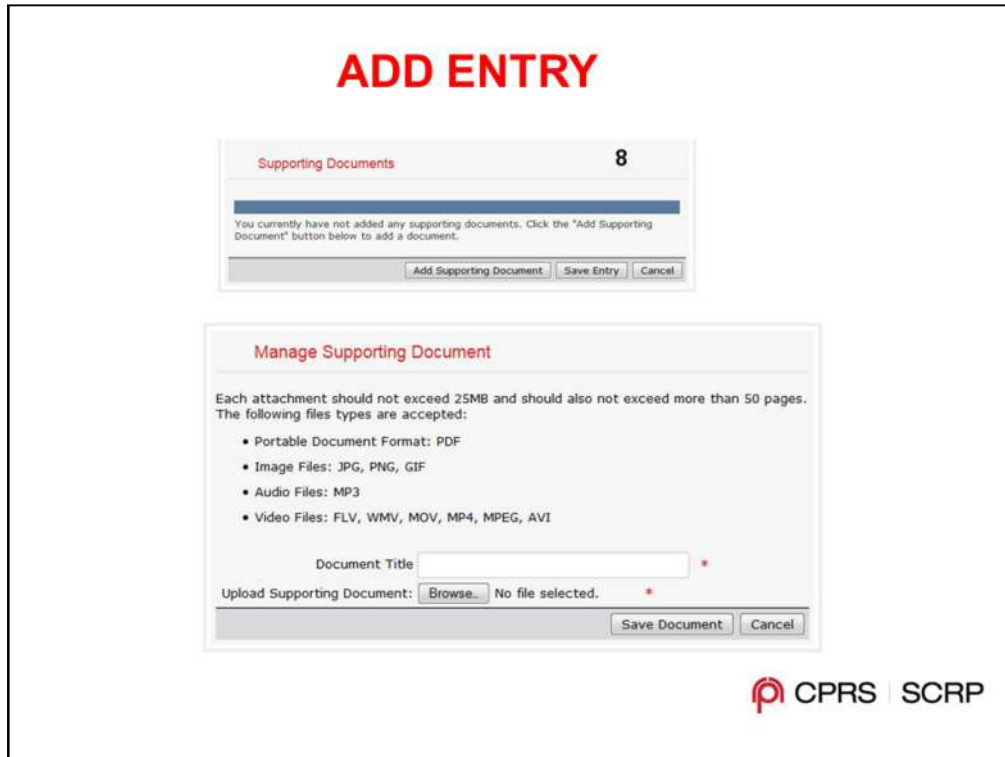 ADD ENTRY
Supporting Documents
8
You currently have not added any supporting documents. Click the "Add Supporting
Document" button below to add a document.
Add Supporting Document
Save Entry
Cancel
Manage Supporting Document
Each attachment should not exceed 25MB and should also not exceed more than 50 pages.
The following files types are accepted:
• Portable Document Format: PDF
• Image Files: JPG, PNG, GIF
• Audio Files: MP3
• Video Files: FLV, WMV, MOV, MP4, MPEG, AVI
Document Title *
Upload Supporting Document: Browse... No file selected. *
Save Document
Cancel
CPRS | SCRP